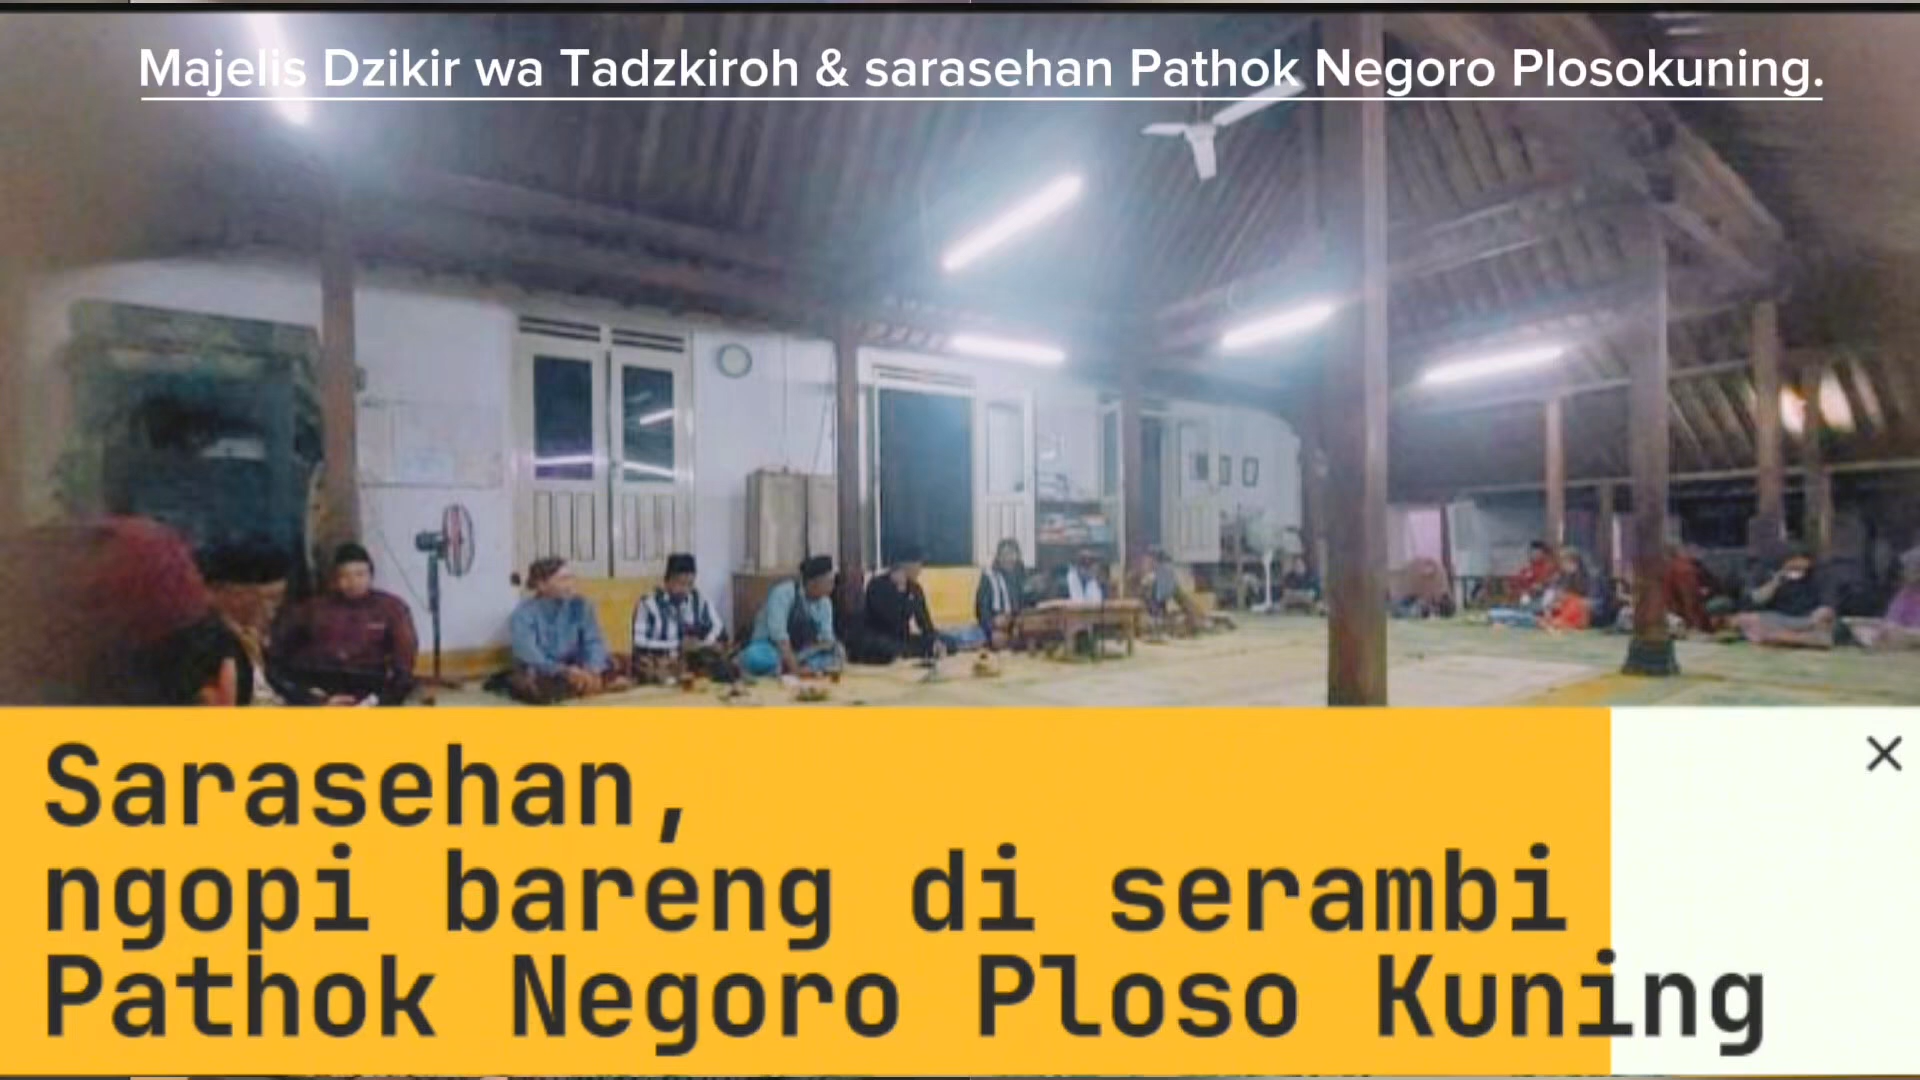 Majelis Dzikir wa Tadzkiroh & sarasehan Pathok Negoro Plosokuning.
Sarasehan,
ngopi bareng di serambi
Pathok Negoro Ploso Kuning